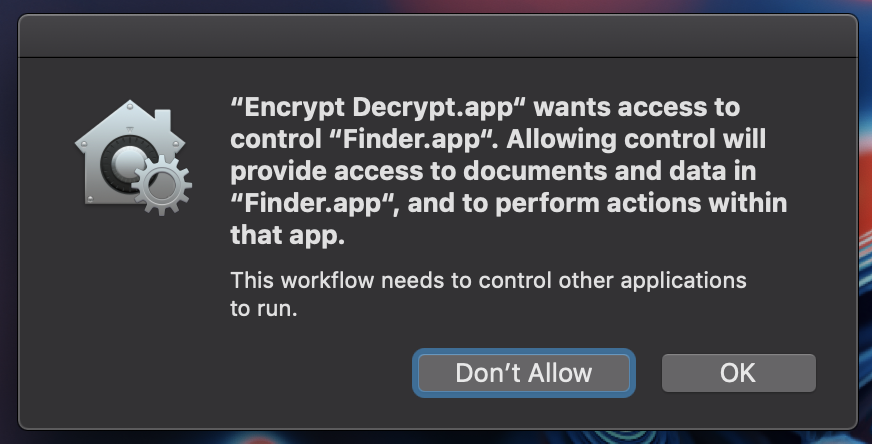 “Encrypt Decrypt.app“ wants access to
control “Finder.app“. Allowing control will
provide access to documents and data in
“Finder.app“, and to perform actions within
that app.
This workflow needs to control other applications
to run.
Don’t Allow
OK